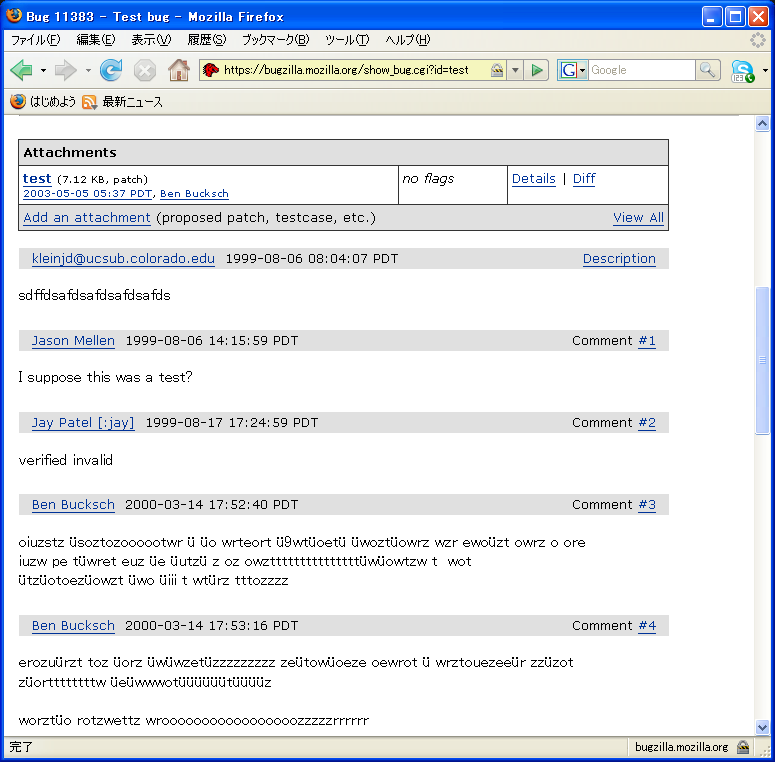 Bug 11383 - Test bug - Mozilla Firefox
ファイル(F) 編集(E) 表示(V) 履歴(S) ブックマーク(B) ツール(T) ヘルプ(H)
https://bugzilla.mozilla.org/show_bug.cgi?id=test G Google
はじめよう 最新ニュース
Attachments
test (7.12 KB, patch) no flags Details | Diff
2003-05-05 05:37 PDT, Ben Bucksch
Add an attachment (proposed patch, testcase, etc.) View All
kleinjd@ucsub.colorado.edu 1999-08-06 08:04:07 PDT Description
sdffdsafdsafdsafdsafds
Jason Mellen 1999-08-06 14:15:59 PDT Comment #1
I suppose this was a test?
Jay Patel [:jay] 1999-08-17 17:24:59 PDT Comment #2
verified invalid
Ben Bucksch 2000-03-14 17:52:40 PDT Comment #3
oiuzstz üsoztozoooootwr ü üo wrteort ü9wtüoetü üwoztüowrz wzr ewoüzt owrz o ore
iuzw pe tüwret euz üe üutzü z oz owztttttttttttttttüwüowtzw t  wot
ützüotoezüowzt üwo üiii t wtürz tttozzzz
Ben Bucksch 2000-03-14 17:53:16 PDT Comment #4
erozuürzt toz üorz üwüwzetüzzzzzzzzz zeütowüoeze oewrot ü wrztouezeeür zzüzot
züorttttttttw üeüwwwotüüüüüütüüüüz
worztüo rotzwettz wrooooooooooooooooozzzzzrrrrrr
完了 bugzilla.mozilla.org